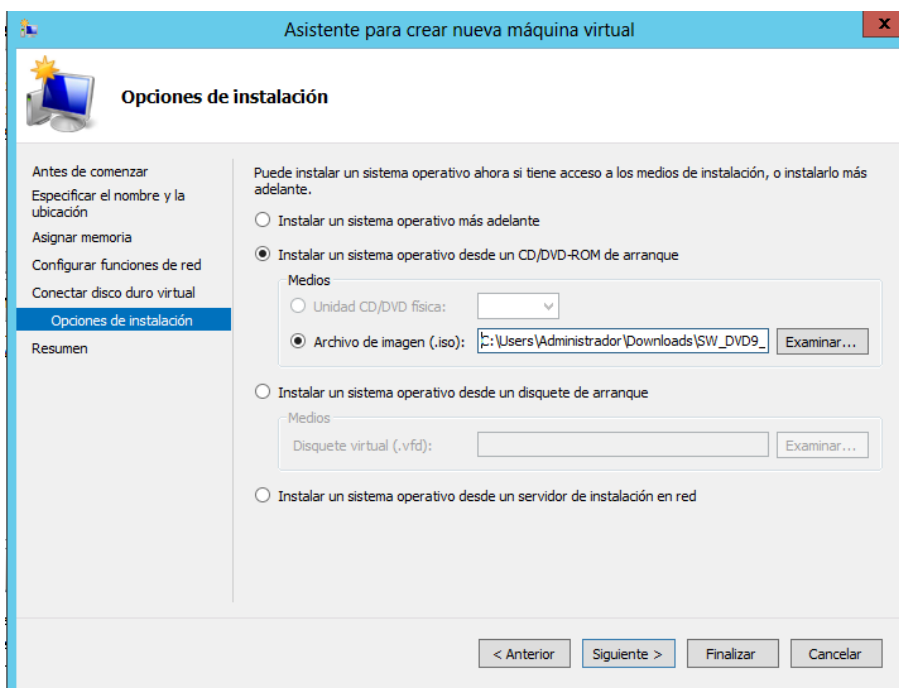 Asistente para crear nueva máquina virtual
x
Opciones de instalación
Antes de comenzar
Especificar el nombre y la
ubicación
Asignar memoria
Configurar funciones de red
Conectar disco duro virtual
Opciones de instalación
Resumen
Puede instalar un sistema operativo ahora si tiene acceso a los medios de instalación, o instalarlo más
adelante.
Instalar un sistema operativo más adelante
Instalar un sistema operativo desde un CD/DVD-ROM de arranque
Medios
Unidad CD/DVD física:
Archivo de imagen (.iso): C:\Users\Administrador\Downloads\SW_DVD9_ Examinar...
Instalar un sistema operativo desde un disquete de arranque
Medios
Disquete virtual (.vfd): Examinar...
Instalar un sistema operativo desde un servidor de instalación en red
< Anterior Siguiente > Finalizar Cancelar